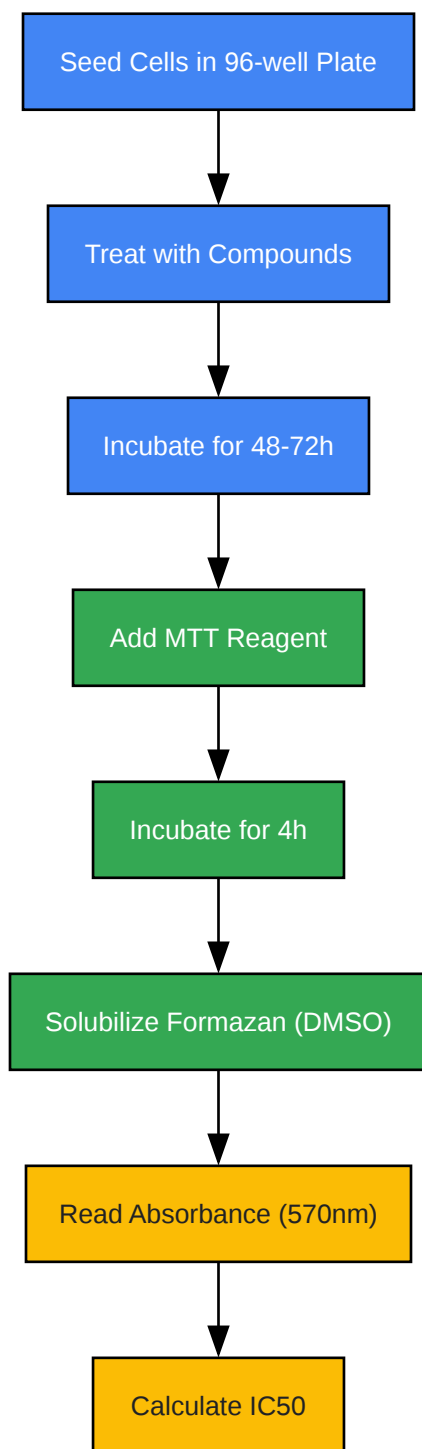 Seed Cells in 96-well Plate
Treat with Compounds
Incubate for 48-72h
Add MTT Reagent
Incubate for 4h
Solubilize Formazan (DMSO)
Read Absorbance (570nm)
Calculate IC50